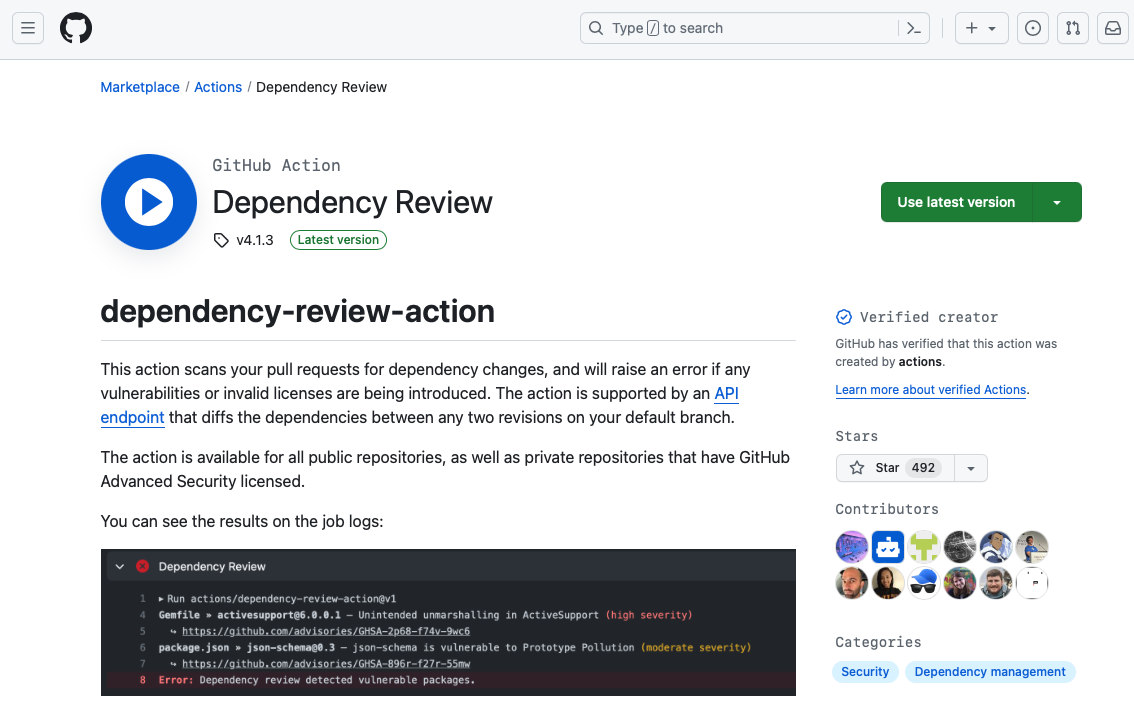 Type / to search
Marketplace / Actions / Dependency Review
GitHub Action
Dependency Review
v4.1.3 Latest version
Use latest version
dependency-review-action
This action scans your pull requests for dependency changes, and will raise an error if any
vulnerabilities or invalid licenses are being introduced. The action is supported by an API
endpoint that diffs the dependencies between any two revisions on your default branch.
The action is available for all public repositories, as well as private repositories that have GitHub
Advanced Security licensed.
You can see the results on the job logs:
Dependency Review
1 ▸ Run actions/dependency-review-action@v1
4 Gemfile » activesupport@6.0.0.1 – Unintended unmarshalling in ActiveSupport (high severity)
5 ↪ https://github.com/advisories/GHSA-2p68-f74v-9wc6
6 package.json » json-schema@0.3 – json-schema is vulnerable to Prototype Pollution (moderate severity)
7 ↪ https://github.com/advisories/GHSA-896r-f27r-55mw
8 Error: Dependency review detected vulnerable packages.
Verified creator
GitHub has verified that this action was
created by actions.
Learn more about verified Actions.
Stars
Star 492
Contributors
Categories
Security Dependency management